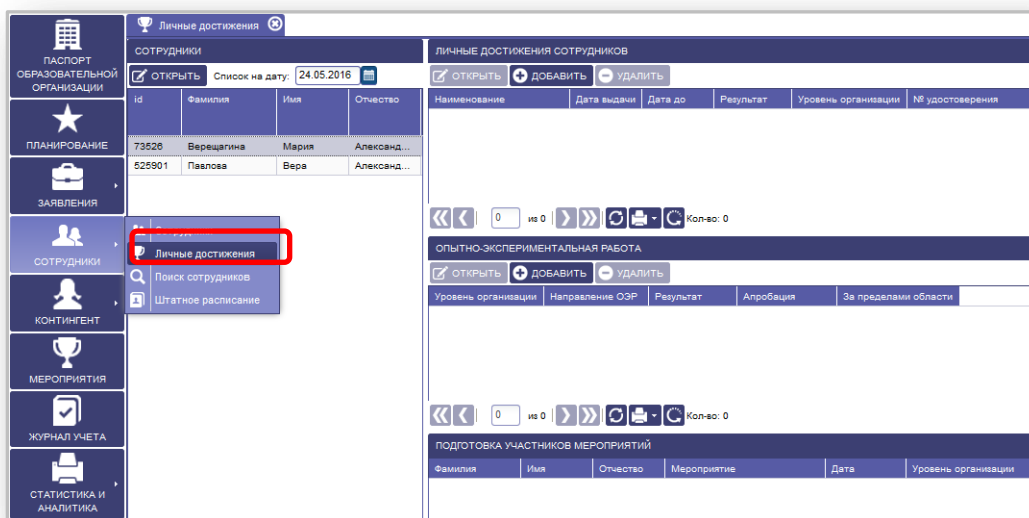 ПАСПОРТ
ОБРАЗОВАТЕЛЬНОЙ
ОРГАНИЗАЦИИ
ПЛАНИРОВАНИЕ
ЗАЯВЛЕНИЯ
СОТРУДНИКИ
КОНТИНГЕНТ
МЕРОПРИЯТИЯ
ЖУРНАЛ УЧЕТА
СТАТИСТИКА И
АНАЛИТИКА
Личные достижения
СОТРУДНИКИ
ОТКРЫТЬ Список на дату: 24.05.2016
id Фамилия Имя Отчество
73526 Верещагина Мария Александ...
525901 Павлова Вера Александ...
Личные достижения
Поиск сотрудников
Штатное расписание
ЛИЧНЫЕ ДОСТИЖЕНИЯ СОТРУДНИКОВ
ОТКРЫТЬ ДОБАВИТЬ УДАЛИТЬ
Наименование Дата выдачи Дата до Результат Уровень организации № удостоверения
0 из 0 Кол-во: 0
ОПЫТНО-ЭКСПЕРИМЕНТАЛЬНАЯ РАБОТА
ОТКРЫТЬ ДОБАВИТЬ УДАЛИТЬ
Уровень организации Направление ОЭР Результат Апробация За пределами области
0 из 0 Кол-во: 0
ПОДГОТОВКА УЧАСТНИКОВ МЕРОПРИЯТИЙ
Фамилия Имя Отчество Мероприятие Дата Уровень организации